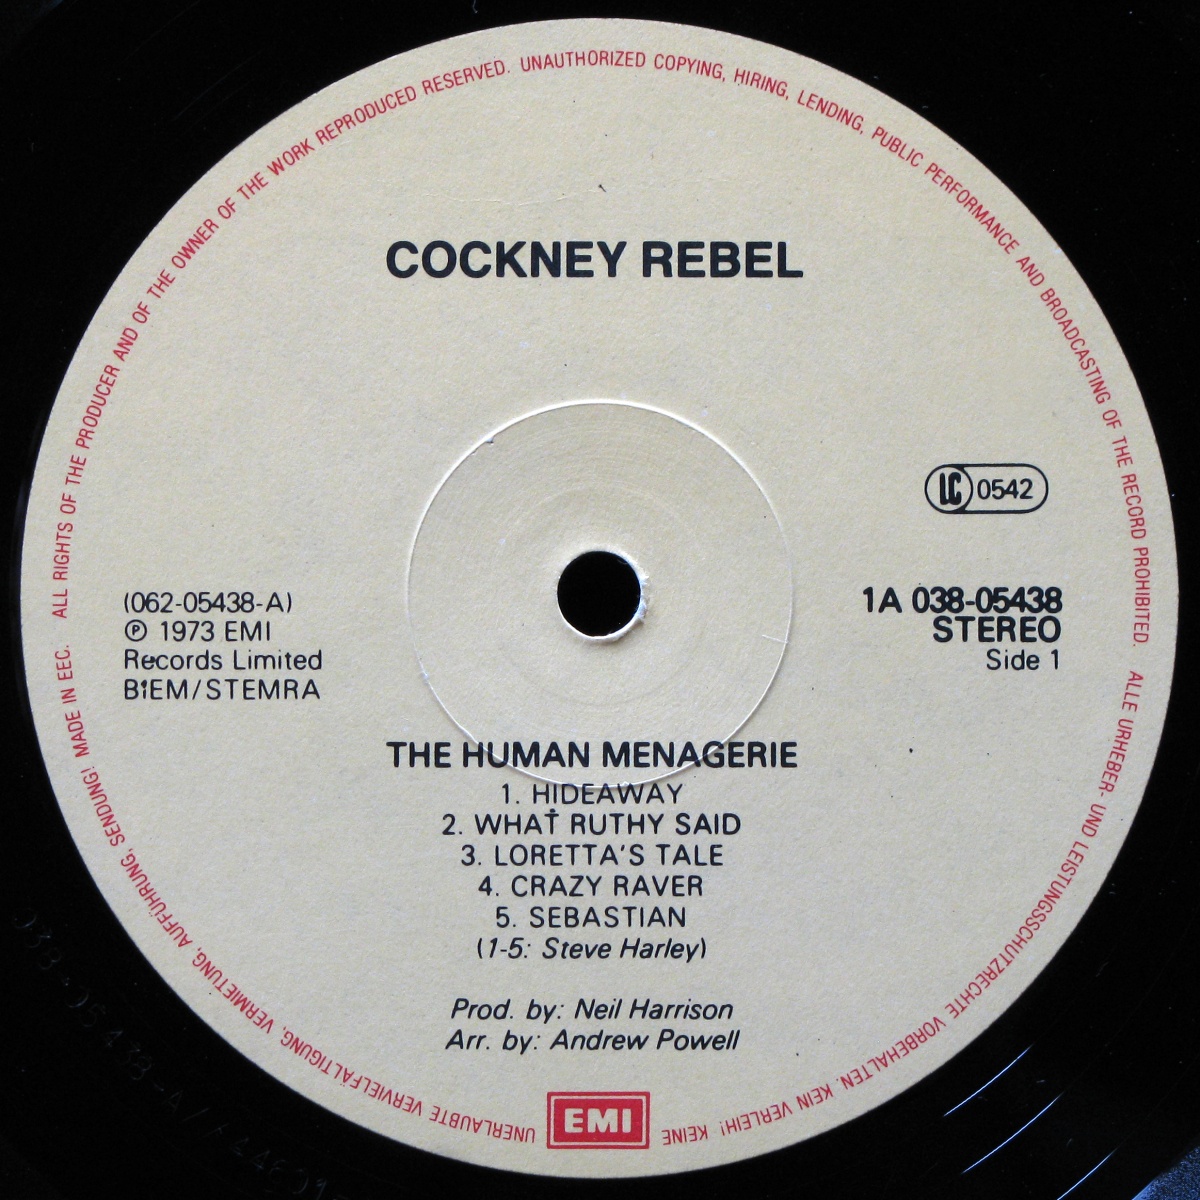 ALL RIGHTS OF THE PRODUCER AND OF THE OWNER OF THE WORK REPRODUCED RESERVED. UNAUTHORIZED COPYING, HIRING, LENDING, PUBLIC PERFORMANCE AND BROADCASTING OF THE RECORD PROHIBITED.
ALLE URHEBER- UND LEISTUNGSSCHUTZRECHTE VORBEHALTEN. KEIN VERLEIH! KEINE UNERLAUBTE VERVIELFÄLTIGUNG, VERMIETUNG, AUFFÜHRUNG, SENDUNG! MADE IN EEC.
COCKNEY REBEL
LC 0542
(062-05438-A)
℗ 1973 EMI
Records Limited
BIEM/STEMRA
1A 038-05438
STEREO
Side 1
THE HUMAN MENAGERIE
1. HIDEAWAY
2. WHAT RUTHY SAID
3. LORETTA'S TALE
4. CRAZY RAVER
5. SEBASTIAN
(1-5: Steve Harley)
Prod. by: Neil Harrison
Arr. by: Andrew Powell
EMI